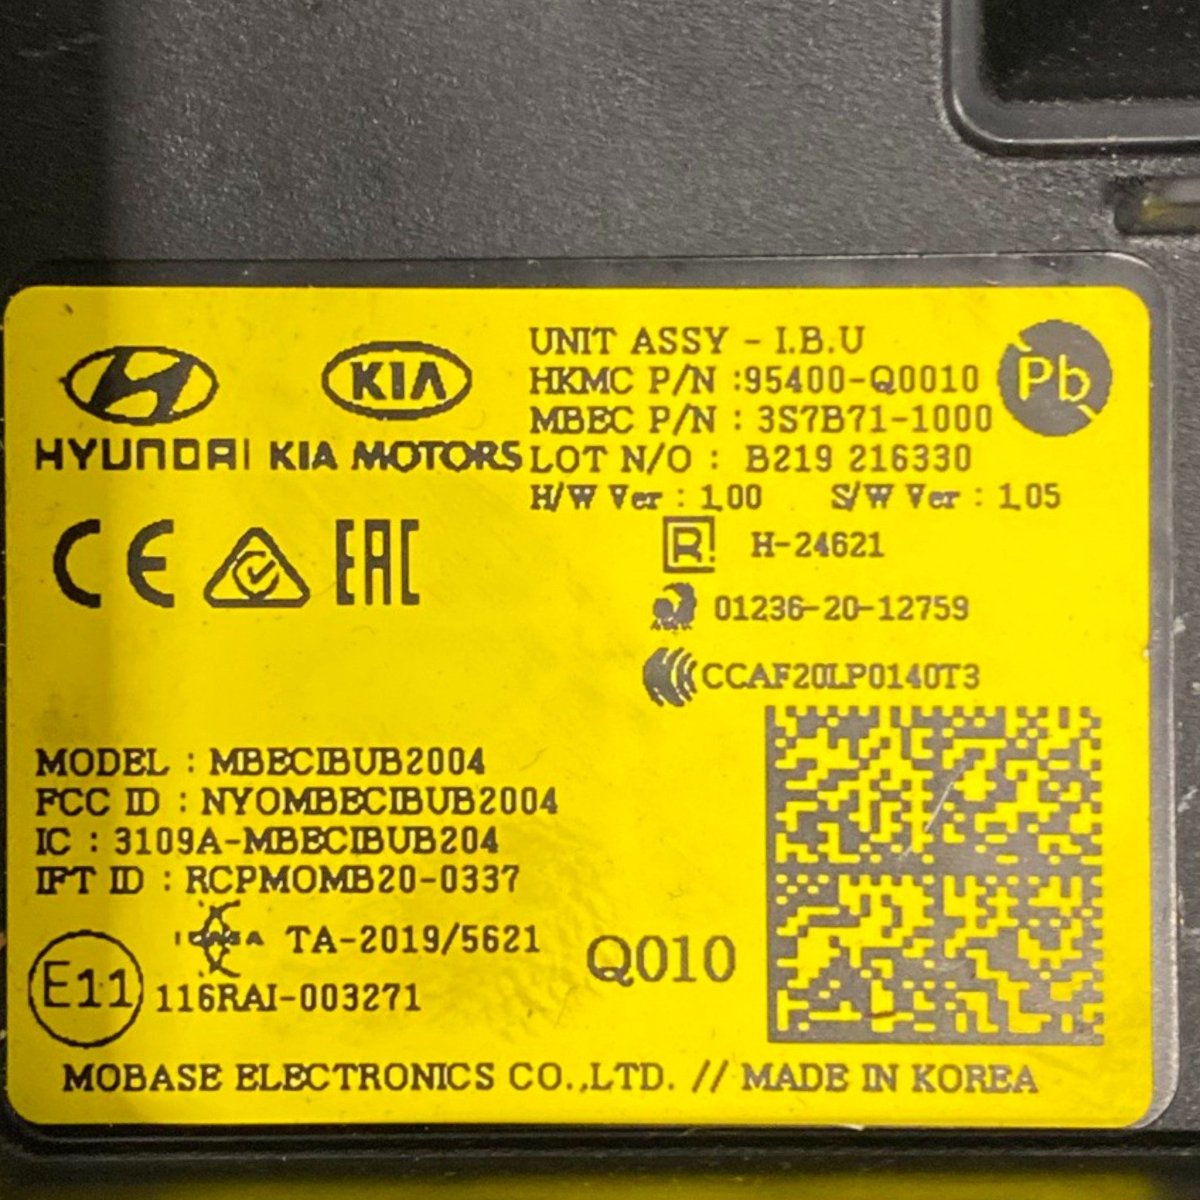 UNIT ASSY - I.B.U
HKMC P/N :95400-Q0010
MBEC P/N : 3S7B71-1000
LOT N/O : B219 216330
H/W Ver : 1.00 S/W Ver : 1.05
Pb
KIA
HYUNDAI KIA MOTORS
CE EAC
R H-24621
01236-20-12759
CCAF20LP0140T3
MODEL : MBECIBUB2004
FCC ID : NYOMBECIBUB2004
IC : 3109A-MBECIBUB204
IFT ID : RCPMOMB20-0337
TA-2019/5621
E11
116RAI-003271
Q010
MOBASE ELECTRONICS CO.,LTD. // MADE IN KOREA